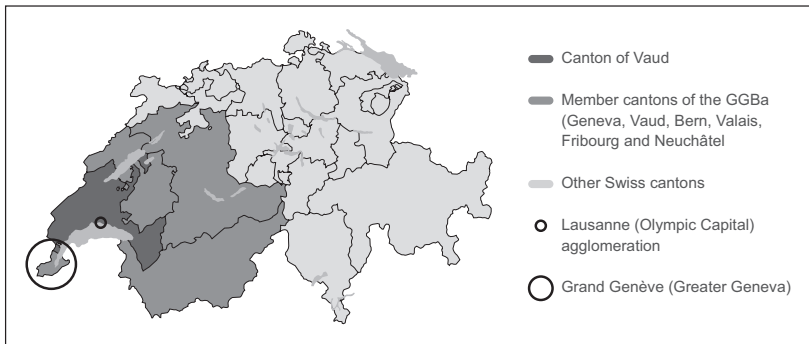 Canton of Vaud
Member cantons of the GGBa
(Geneva, Vaud, Bern, Valais,
Fribourg and Neuchâtel
Other Swiss cantons
Lausanne (Olympic Capital)
agglomeration
Grand Genève (Greater Geneva)